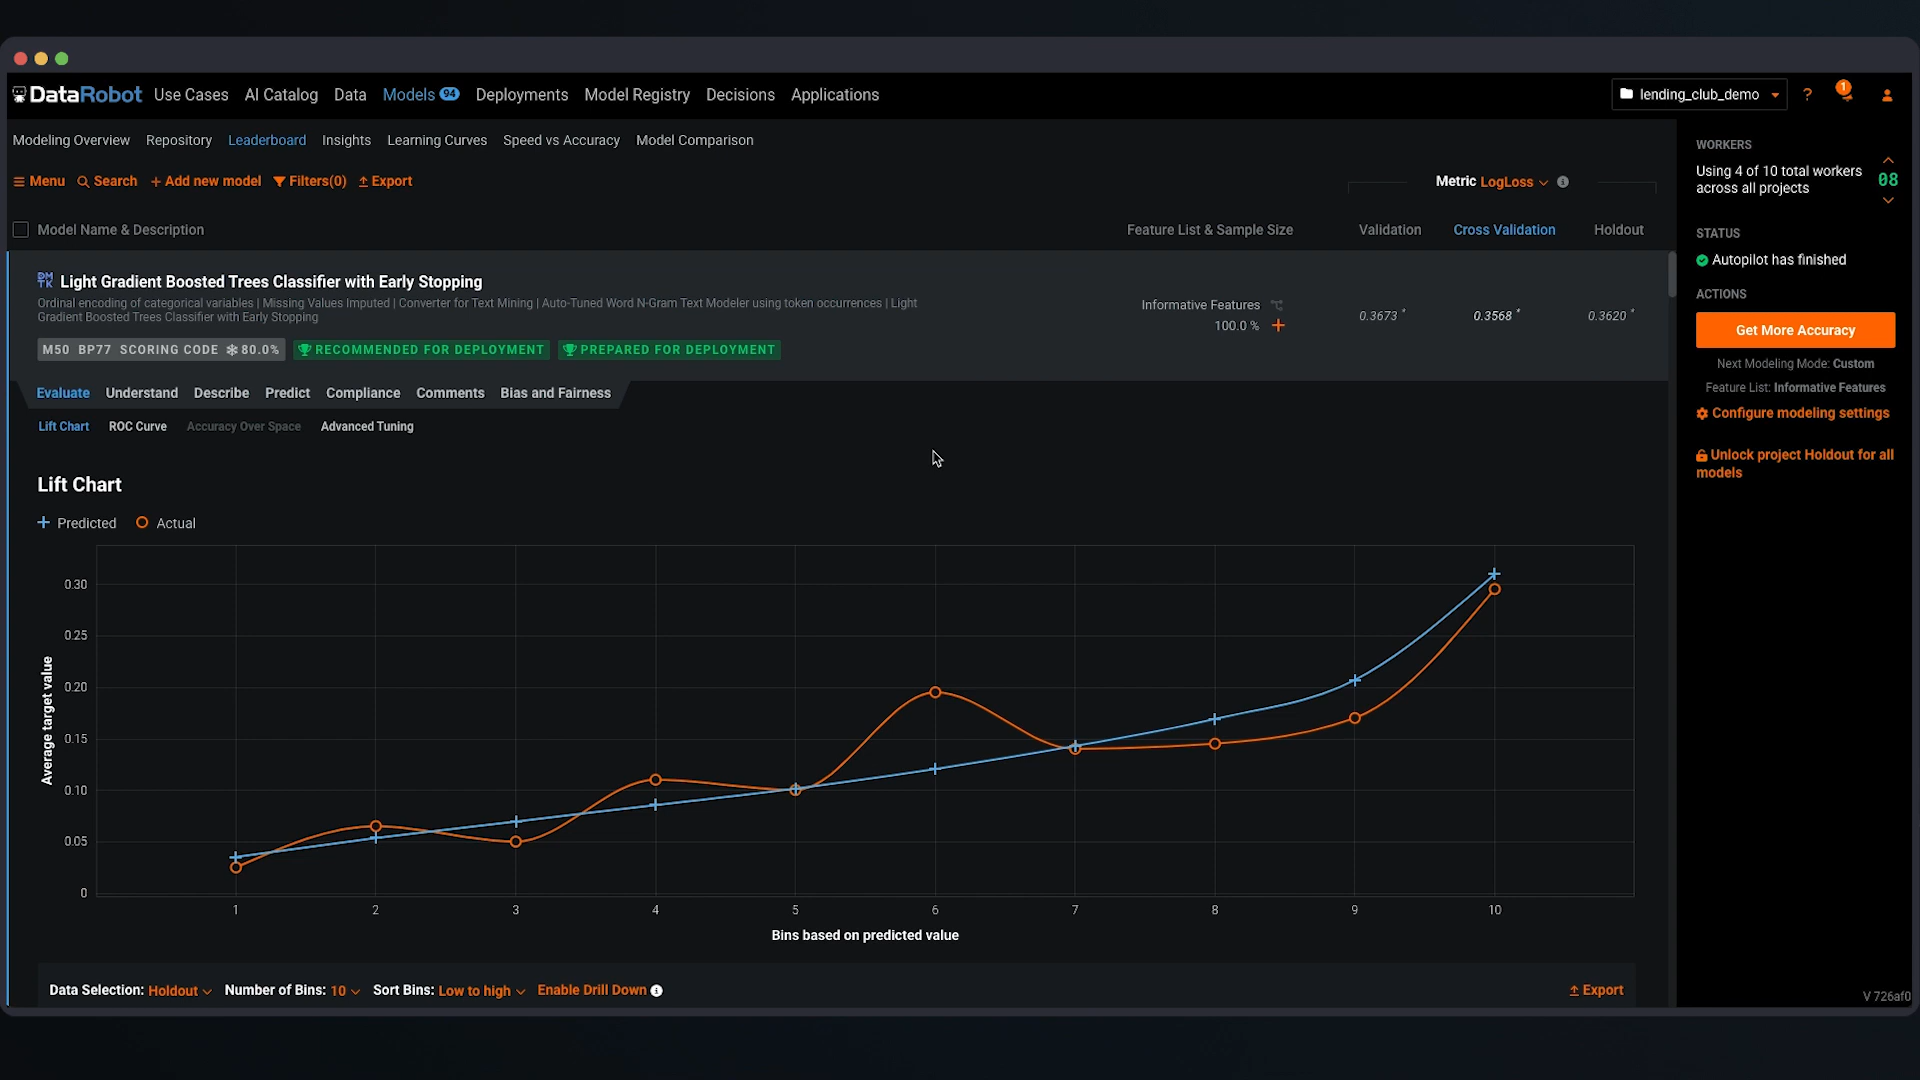 DataRobot Use Cases AI Catalog Data Models 94 Deployments Model Registry Decisions Applications lending_club_demo ? 1
Modeling Overview Repository Leaderboard Insights Learning Curves Speed vs Accuracy Model Comparison
Menu Search + Add new model Filters(0) Export Metric LogLoss
Model Name & Description Feature List & Sample Size Validation Cross Validation Holdout
DM
TK
Light Gradient Boosted Trees Classifier with Early Stopping
Ordinal encoding of categorical variables | Missing Values Imputed | Converter for Text Mining | Auto-Tuned Word N-Gram Text Modeler using token occurrences | Light
Gradient Boosted Trees Classifier with Early Stopping
Informative Features
100.0 % +
0.3673 * 0.3568 * 0.3620 *
M50 BP77 SCORING CODE 80.0% RECOMMENDED FOR DEPLOYMENT PREPARED FOR DEPLOYMENT
Evaluate Understand Describe Predict Compliance Comments Bias and Fairness
Lift Chart ROC Curve Accuracy Over Space Advanced Tuning
Lift Chart
Predicted Actual
0.30
0.25
0.20
0.15
0.10
0.05
0
Average target value
1 2 3 4 5 6 7 8 9 10
Bins based on predicted value
Data Selection: Holdout Number of Bins: 10 Sort Bins: Low to high Enable Drill Down Export
WORKERS
Using 4 of 10 total workers
across all projects
08
STATUS
Autopilot has finished
ACTIONS
Get More Accuracy
Next Modeling Mode: Custom
Feature List: Informative Features
Configure modeling settings
Unlock project Holdout for all
models
V 726af0